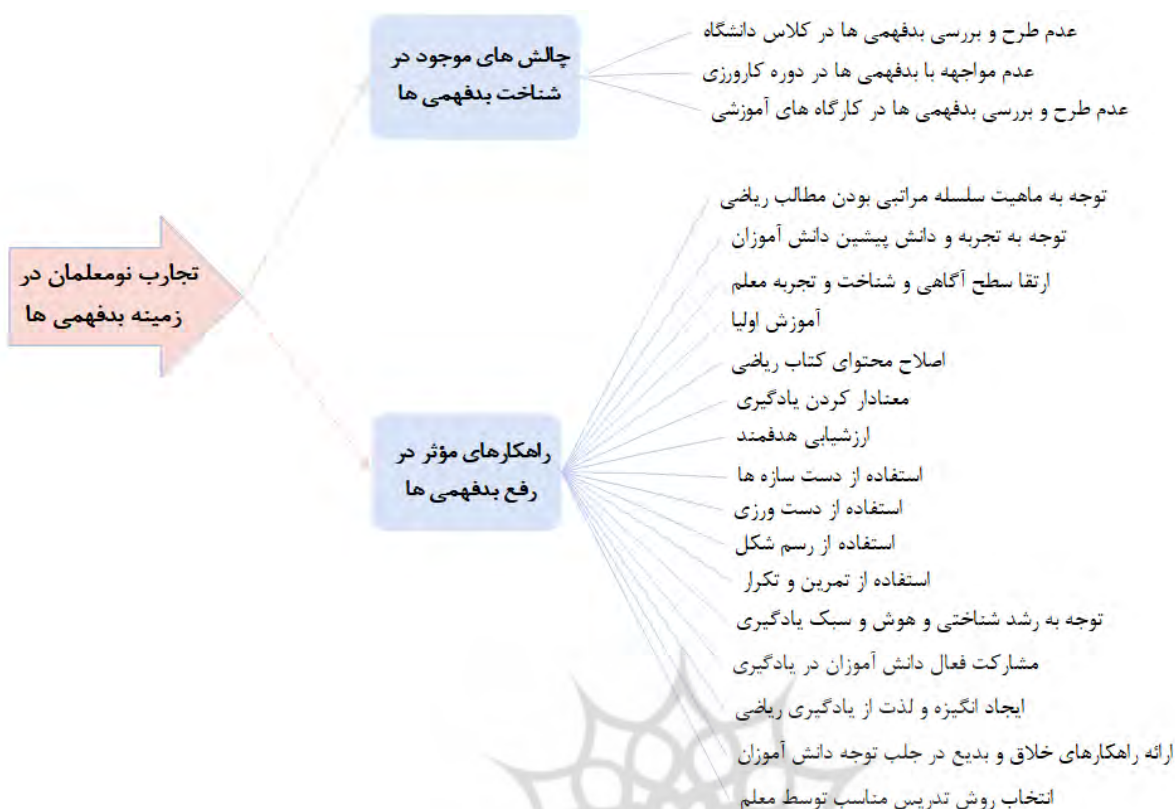 تجارب نومعلمان در
زمینه بدفهمی ها
چالش های موجود در
شناخت بدفهمی ها
عدم طرح و بررسی بدفهمی ها در کلاس دانشگاه
عدم مواجهه با بدفهمی ها در دوره کارورزی
عدم طرح و بررسی بدفهمی ها در کارگاه های آموزشی
راهکارهای مؤثر در
رفع بدفهمی ها
توجه به ماهیت سلسله مراتبی بودن مطالب ریاضی
توجه به تجربه و دانش پیشین دانش آموزان
ارتقا سطح آگاهی و شناخت و تجربه معلم
آموزش اولیا
اصلاح محتوای کتاب ریاضی
معنادار کردن یادگیری
ارزشیابی هدفمند
استفاده از دست سازه ها
استفاده از دست ورزی
استفاده از رسم شکل
استفاده از تمرین و تکرار
توجه به رشد شناختی و هوش و سبک یادگیری
مشارکت فعال دانش آموزان در یادگیری
ایجاد انگیزه و لذت از یادگیری ریاضی
ارائه راهکارهای خلاق و بدیع در جلب توجه دانش آموزان
انتخاب روش تدریس مناسب توسط معلم